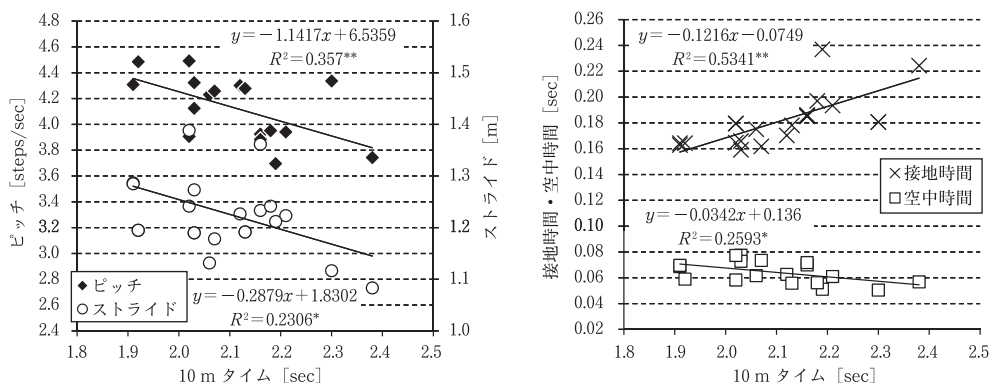 4.8
4.6
4.4
4.2
4.0
3.8
3.6
3.4
3.2
3.0
2.8
2.6
2.4
ピッチ [steps/sec]
y=−1.1417x+6.5359
R²=0.357**
y=−0.2879x+1.8302
R²=0.2306*
◆ピッチ
○ストライド
1.6
1.5
1.4
1.3
1.2
1.1
1.0
ストライド [m]
1.8 1.9 2.0 2.1 2.2 2.3 2.4 2.5
10 m タイム [sec]
0.26
0.24
0.22
0.20
0.18
0.16
0.14
0.12
0.10
0.08
0.06
0.04
0.02
接地時間・空中時間 [sec]
y=−0.1216x−0.0749
R²=0.5341**
×接地時間
□空中時間
y=−0.0342x+0.136
R²=0.2593*
1.8 1.9 2.0 2.1 2.2 2.3 2.4 2.5
10 m タイム [sec]